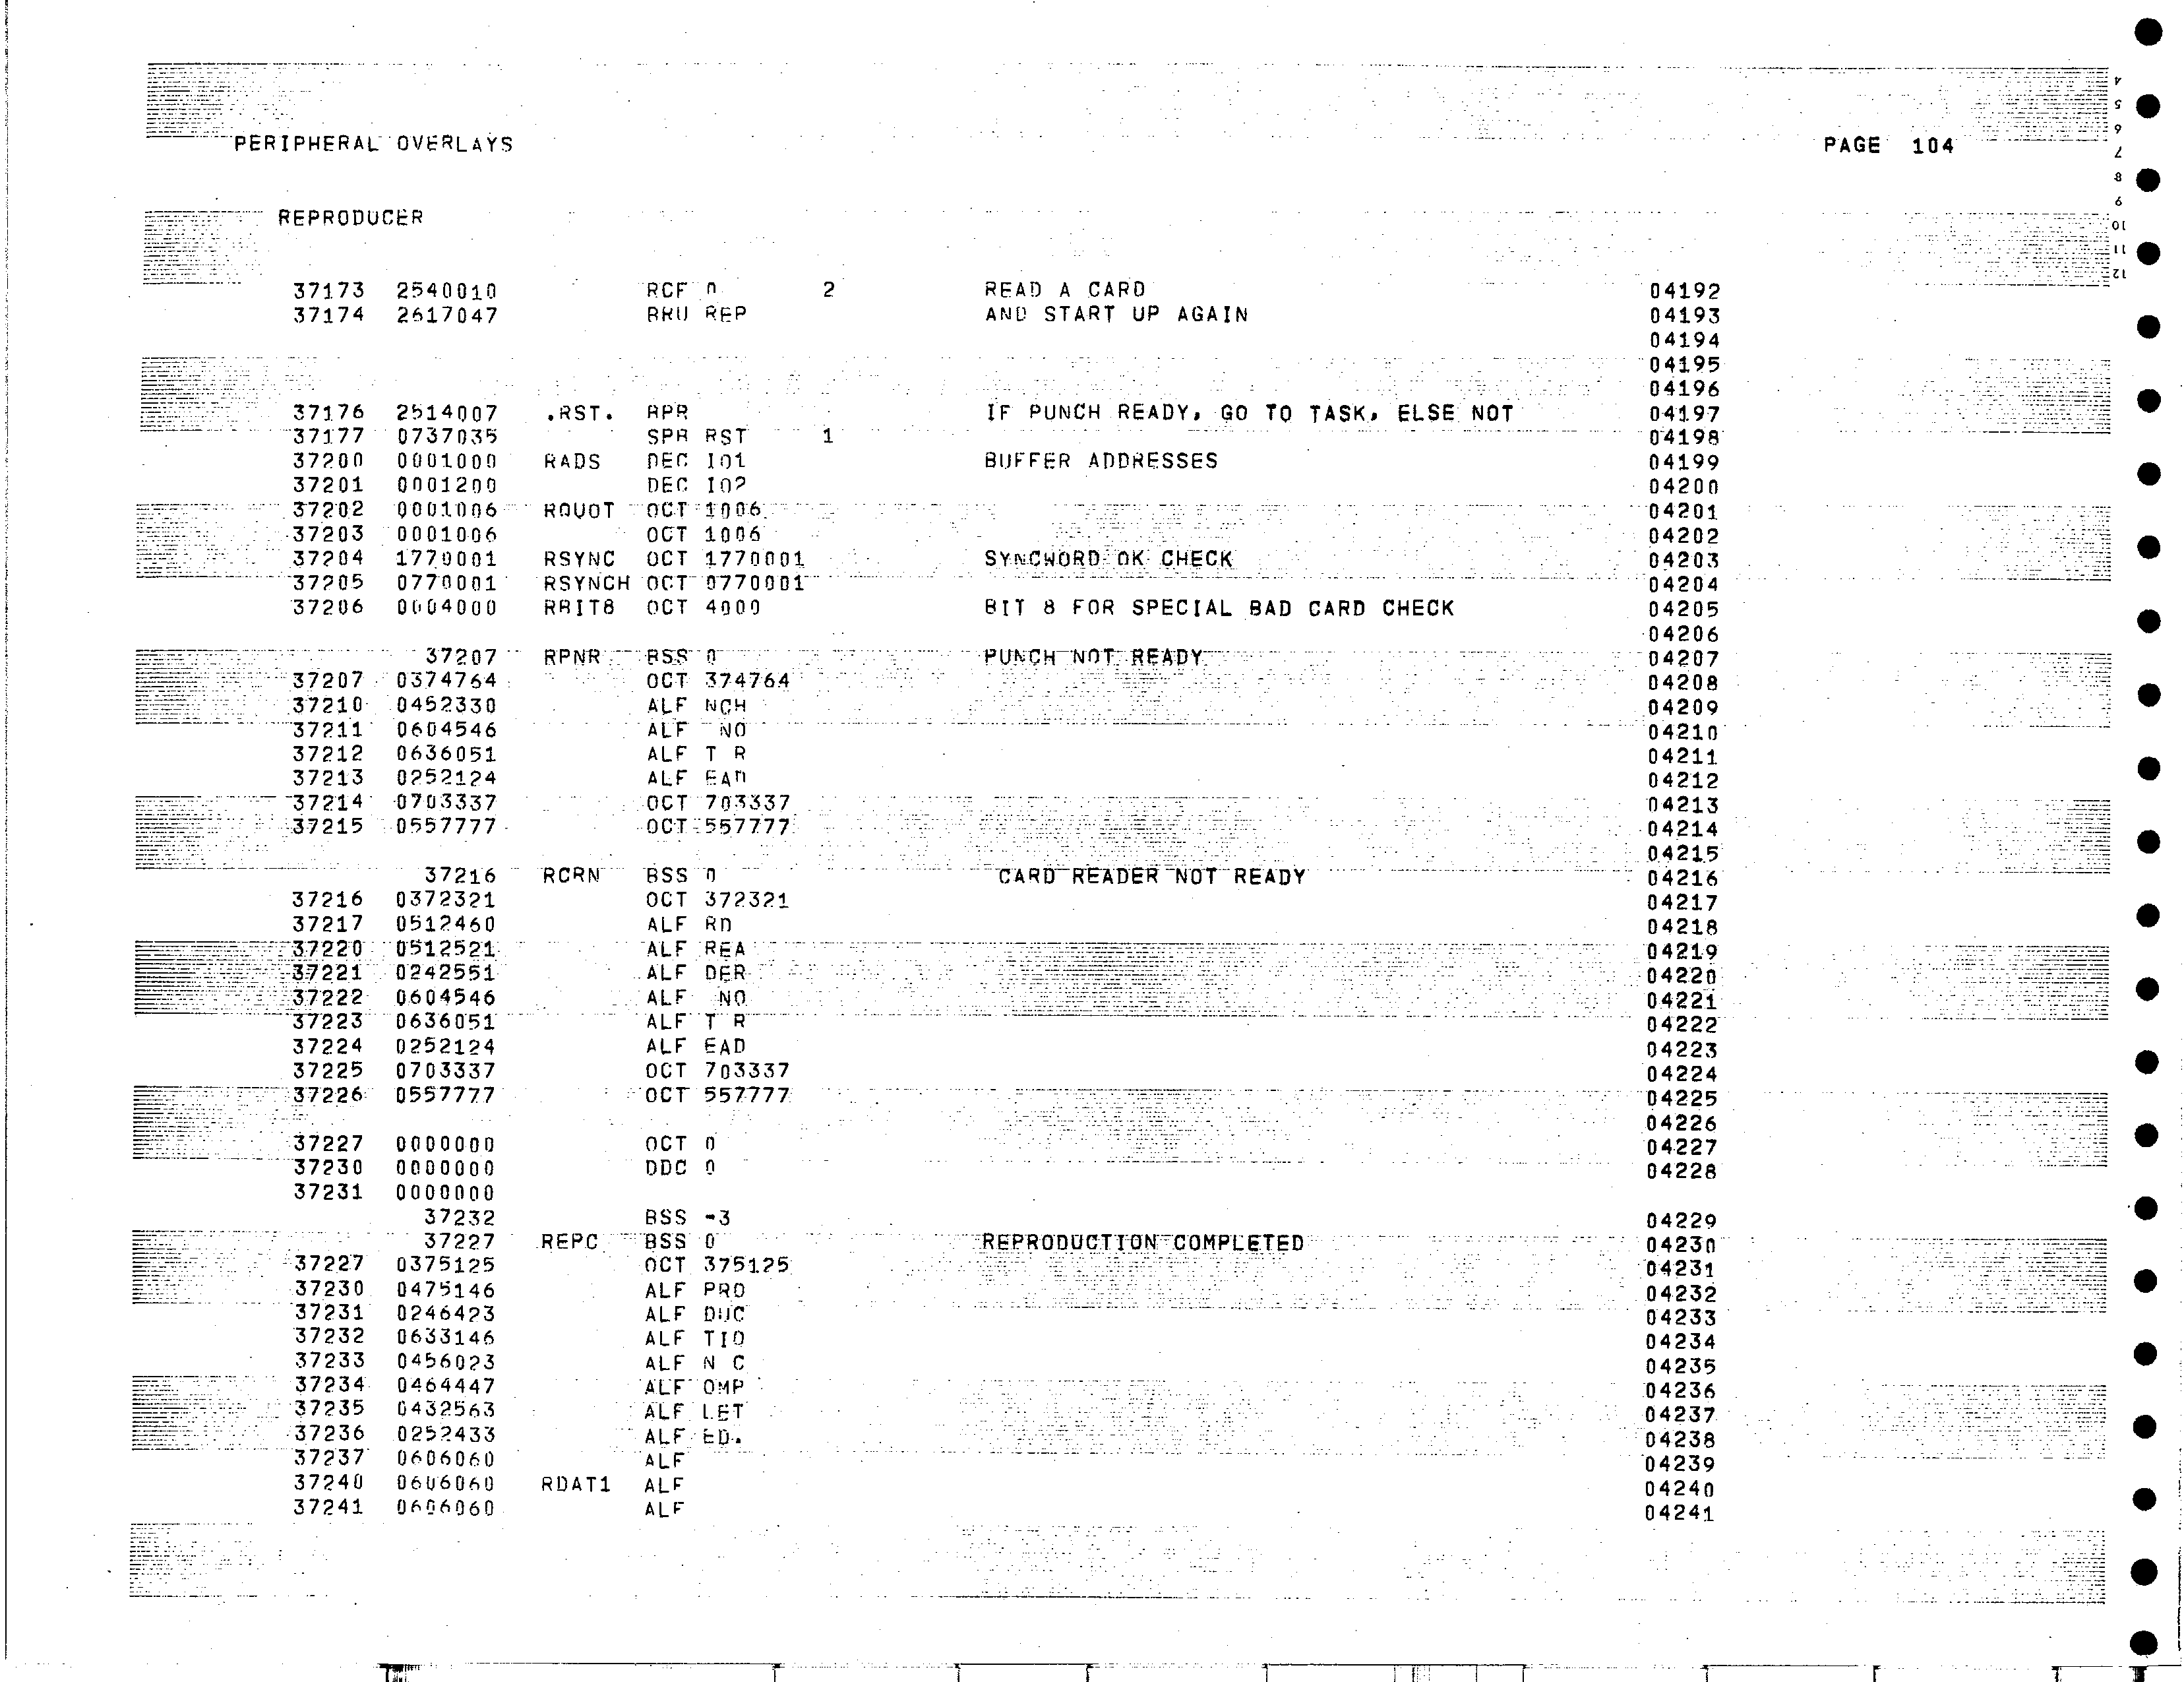 PERIPHERAL OVERLAYS PAGE 104
REPRODUCER
37173 2540010 RCF 0 2 READ A CARD 04192
37174 2617047 BRU REP AND START UP AGAIN 04193
04194
04195
04196
37176 2514007 .RST. BPR IF PUNCH READY, GO TO TASK, ELSE NOT 04197
37177 0737035 SPB RST 1 04198
37200 0001000 RADS DEC IO1 BUFFER ADDRESSES 04199
37201 0001200 DEC IO2 04200
37202 0001006 RQUOT OCT 1006 04201
37203 0001006 OCT 1006 04202
37204 1770001 RSYNC OCT 1770001 SYNCWORD OK CHECK 04203
37205 0770001 RSYNCH OCT 0770001 04204
37206 0004000 RBIT8 OCT 4000 BIT 8 FOR SPECIAL BAD CARD CHECK 04205
04206
37207 RPNR BSS 0 PUNCH NOT READY 04207
37207 0374764 OCT 374764 04208
37210 0452330 ALF NCH 04209
37211 0604546 ALF  NO 04210
37212 0636051 ALF T R 04211
37213 0252124 ALF EAD 04212
37214 0703337 OCT 703337 04213
37215 0557777 OCT 557777 04214
04215
37216 RCRN BSS 0 CARD READER NOT READY 04216
37216 0372321 OCT 372321 04217
37217 0512460 ALF RD 04218
37220 0512521 ALF REA 04219
37221 0242551 ALF DER 04220
37222 0604546 ALF  NO 04221
37223 0636051 ALF T R 04222
37224 0252124 ALF EAD 04223
37225 0703337 OCT 703337 04224
37226 0557777 OCT 557777 04225
04226
37227 0000000 OCT 0 04227
37230 0000000 DDC 0 04228
37231 0000000
37232 BSS -3 04229
37227 REPC BSS 0 REPRODUCTION COMPLETED 04230
37227 0375125 OCT 375125 04231
37230 0475146 ALF PRO 04232
37231 0246423 ALF DUC 04233
37232 0633146 ALF TIO 04234
37233 0456023 ALF N C 04235
37234 0464447 ALF OMP 04236
37235 0432563 ALF LET 04237
37236 0252433 ALF ED. 04238
37237 0606060 ALF 04239
37240 0606060 RDAT1 ALF 04240
37241 0606060 ALF 04241
4
5
6
7
8
9
10
11
12